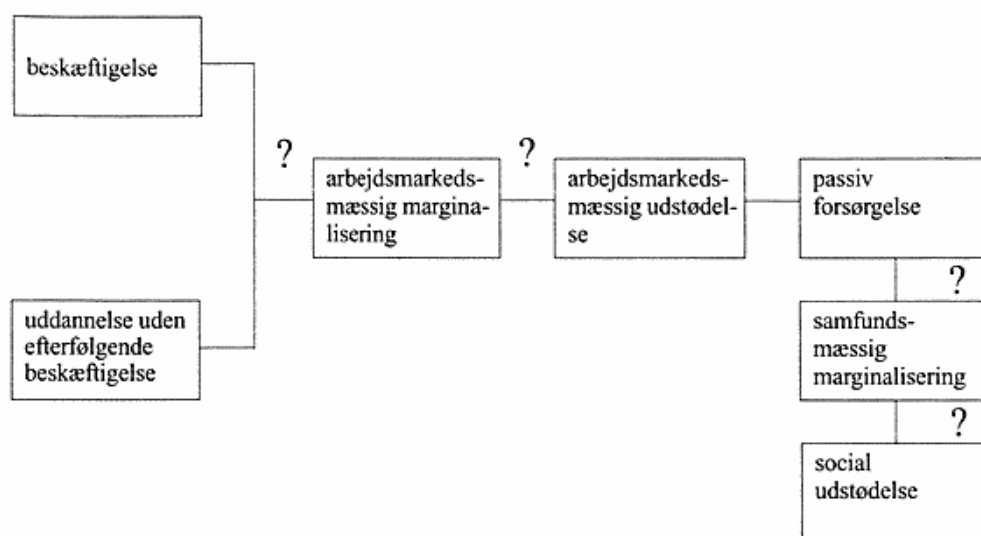 beskæftigelse
uddannelse uden
efterfølgende
beskæftigelse
?
arbejdsmarkeds-
mæssig margina-
lisering
?
arbejdsmarkeds-
mæssig udstødel-
se
passiv
forsørgelse
?
samfunds-
mæssig
marginalisering
?
social
udstødelse